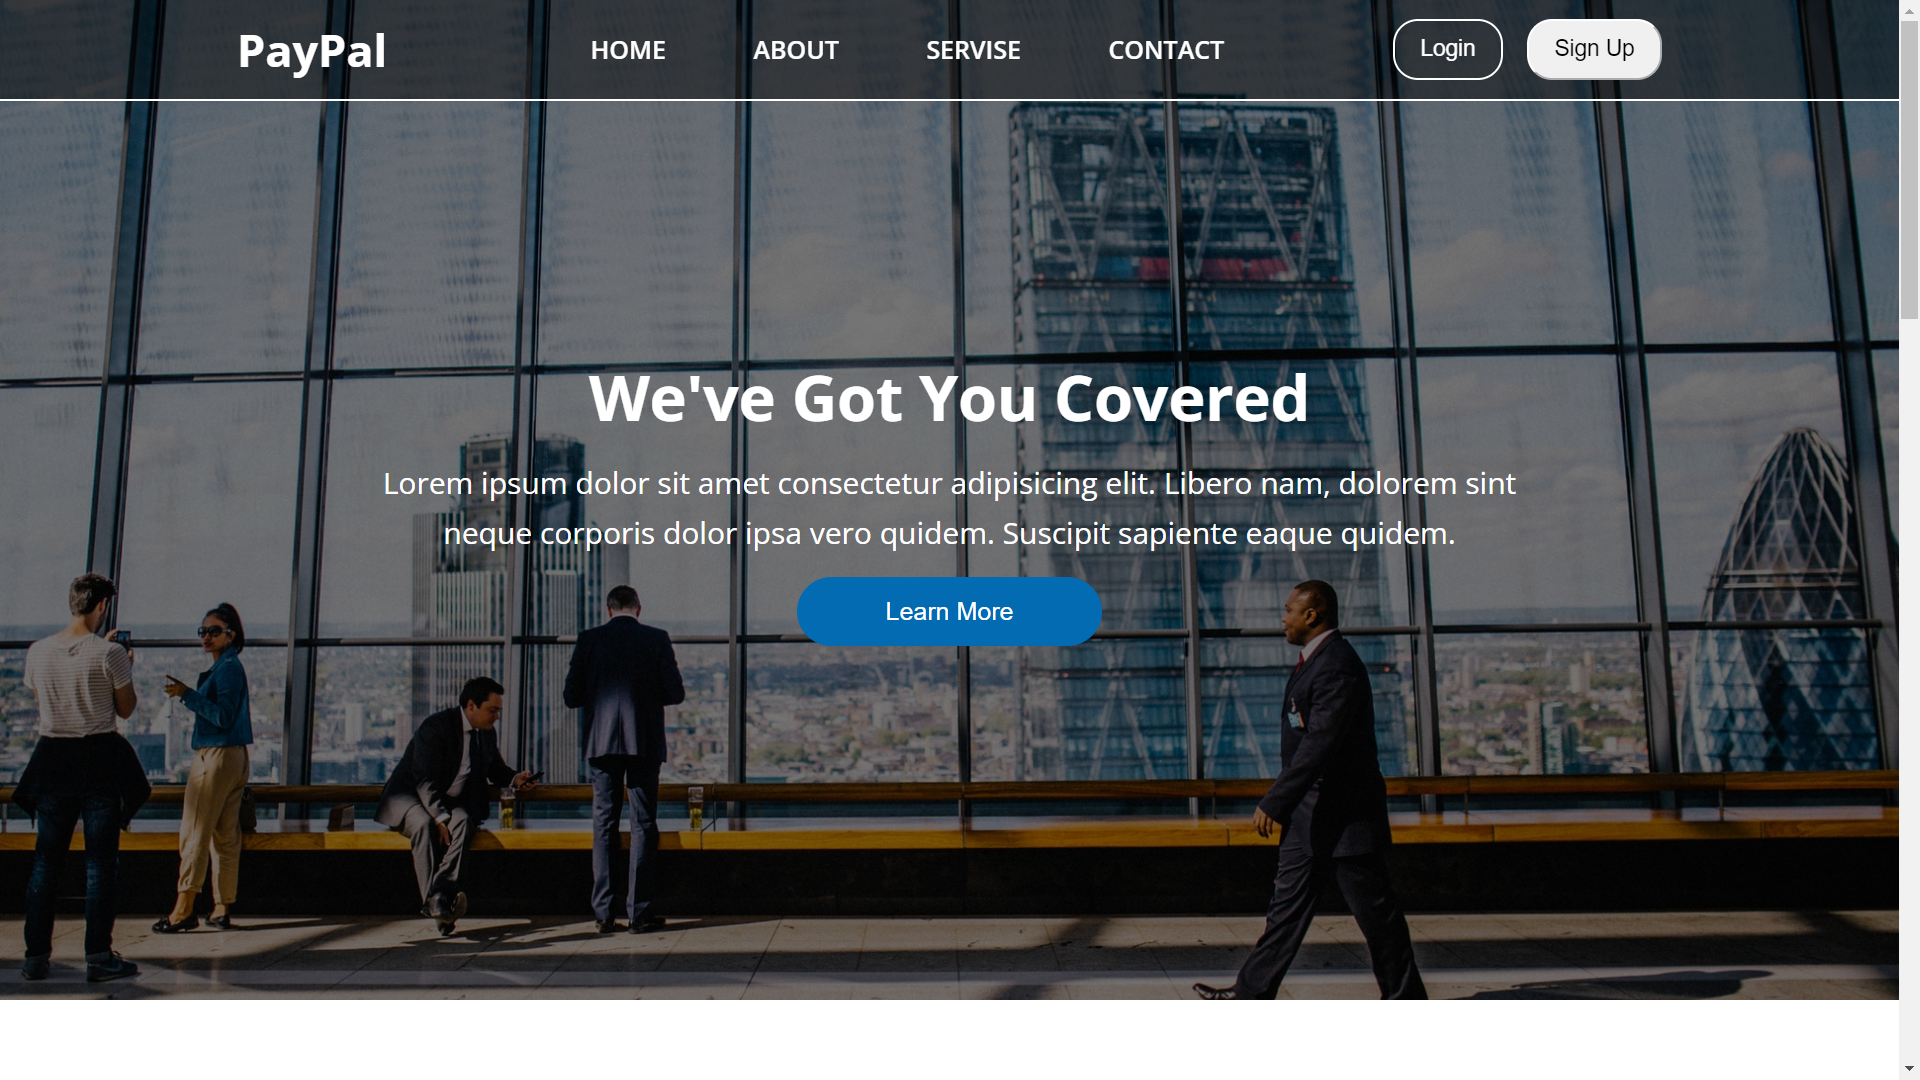 PayPal
HOME ABOUT SERVISE CONTACT
Login Sign Up
We've Got You Covered
Lorem ipsum dolor sit amet consectetur adipisicing elit. Libero nam, dolorem sint
neque corporis dolor ipsa vero quidem. Suscipit sapiente eaque quidem.
Learn More